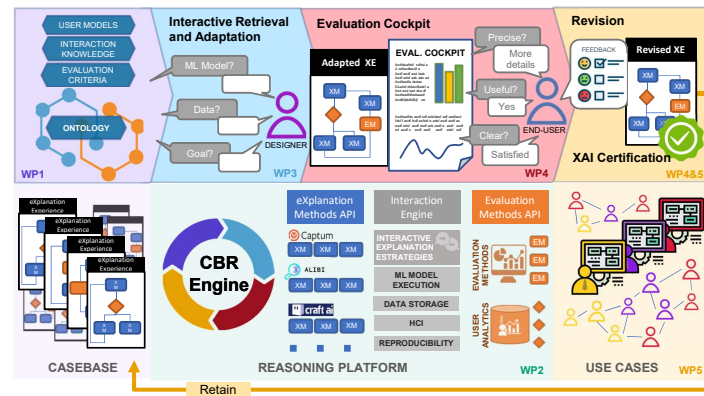 USER MODELS
INTERACTION
KNOWLEDGE
EVALUATION
CRITERIA
ONTOLOGY
WP1
Interactive Retrieval
and Adaptation
ML Model?
Data?
Goal?
DESIGNER
WP3
Evaluation Cockpit
Adapted XE
XM
XM
EM
XM
XM
EVAL. COCKPIT
Precise?
More
details
Useful?
Yes
Clear?
Satisfied
END-USER
WP4
Revision
FEEDBACK
Revised XE
XM
XM
EM
XM
XAI Certification
WP4&5
eXplanation
Experience
eXplanation
Experience
eXplanation
Experience
eXplanation
Experience
XM
XM
XM
CASEBASE
CBR
Engine
REASONING PLATFORM
eXplanation
Methods API
Captum
XM XM XM
ALIBI
XM XM XM
craft ai
XM XM XM
Interaction
Engine
INTERACTIVE
EXPLANATION
ESTRATEGIES
ML MODEL
EXECUTION
DATA STORAGE
HCI
REPRODUCIBILITY
Evaluation
Methods API
EVALUATION
METHODS
EM
EM
EM
USER
ANALYTICS
WP2
USE CASES
WP5
Retain